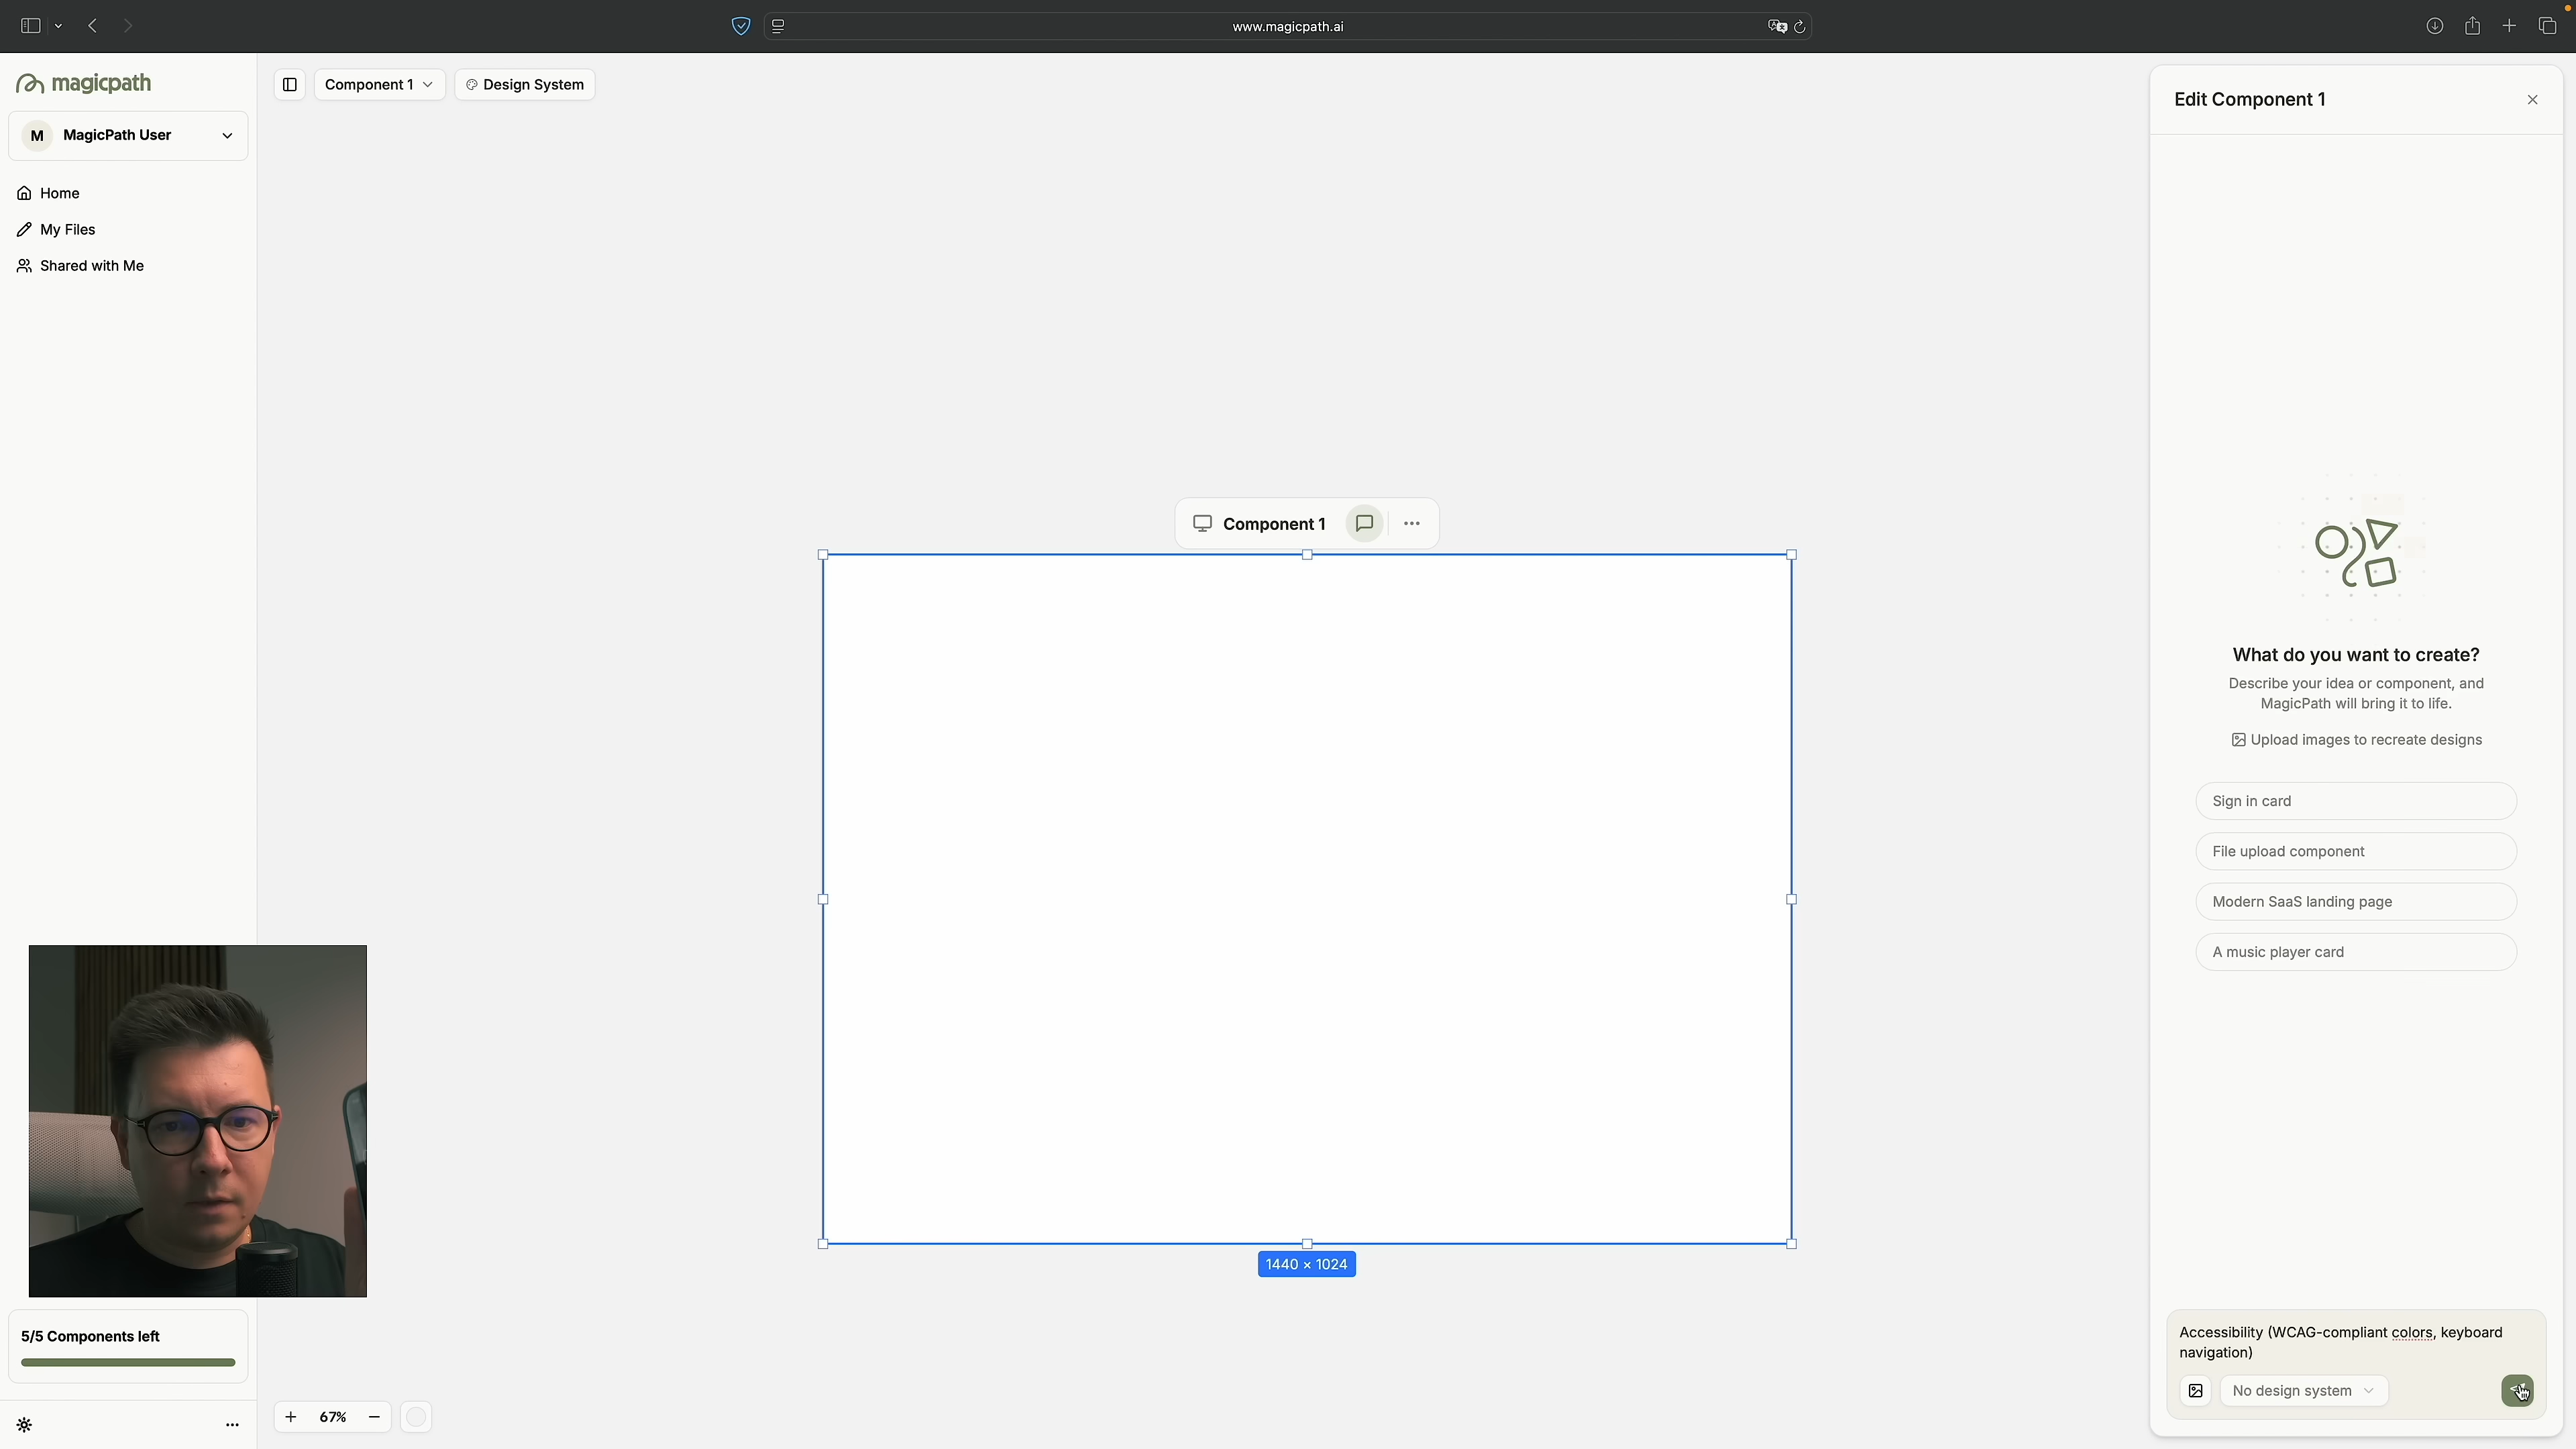 www.magicpath.ai
magicpath
Component 1
Design System
Edit Component 1
M
MagicPath User
Home
My Files
Shared with Me
Component 1
What do you want to create?
Describe your idea or component, and
MagicPath will bring it to life.
Upload images to recreate designs
Sign in card
File upload component
Modern SaaS landing page
A music player card
1440 × 1024
5/5 Components left
Accessibility (WCAG-compliant colors, keyboard
navigation)
No design system
67%